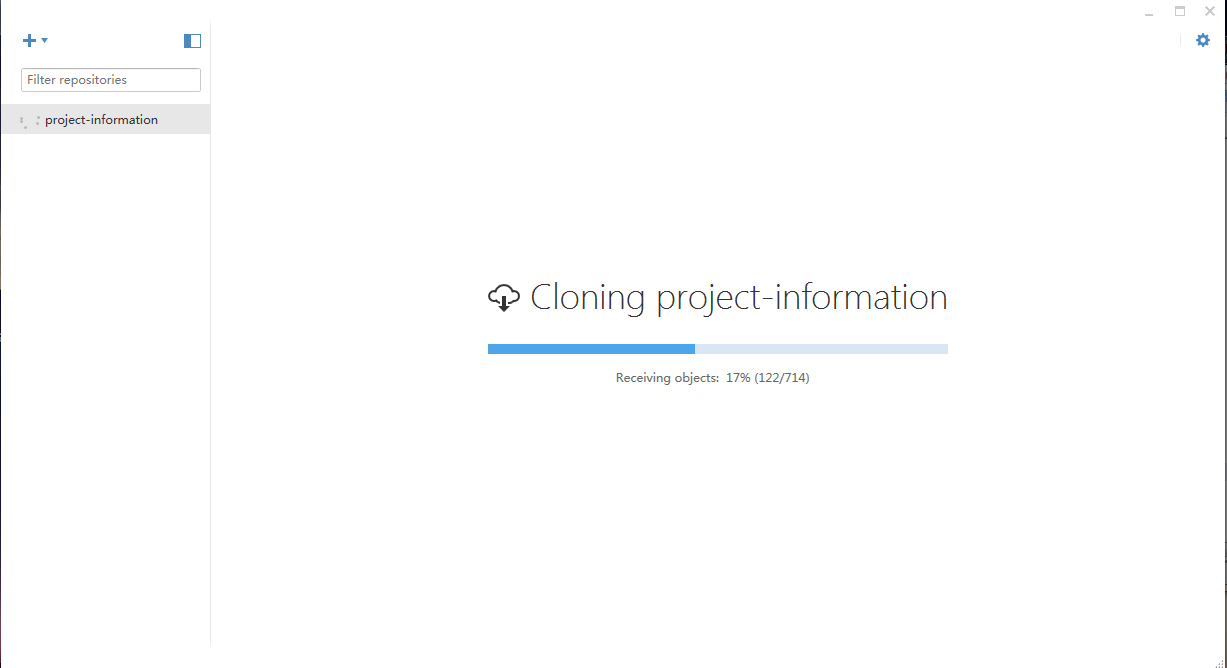 Filter repositories
project-information
Cloning project-information
Receiving objects: 17% (122/714)